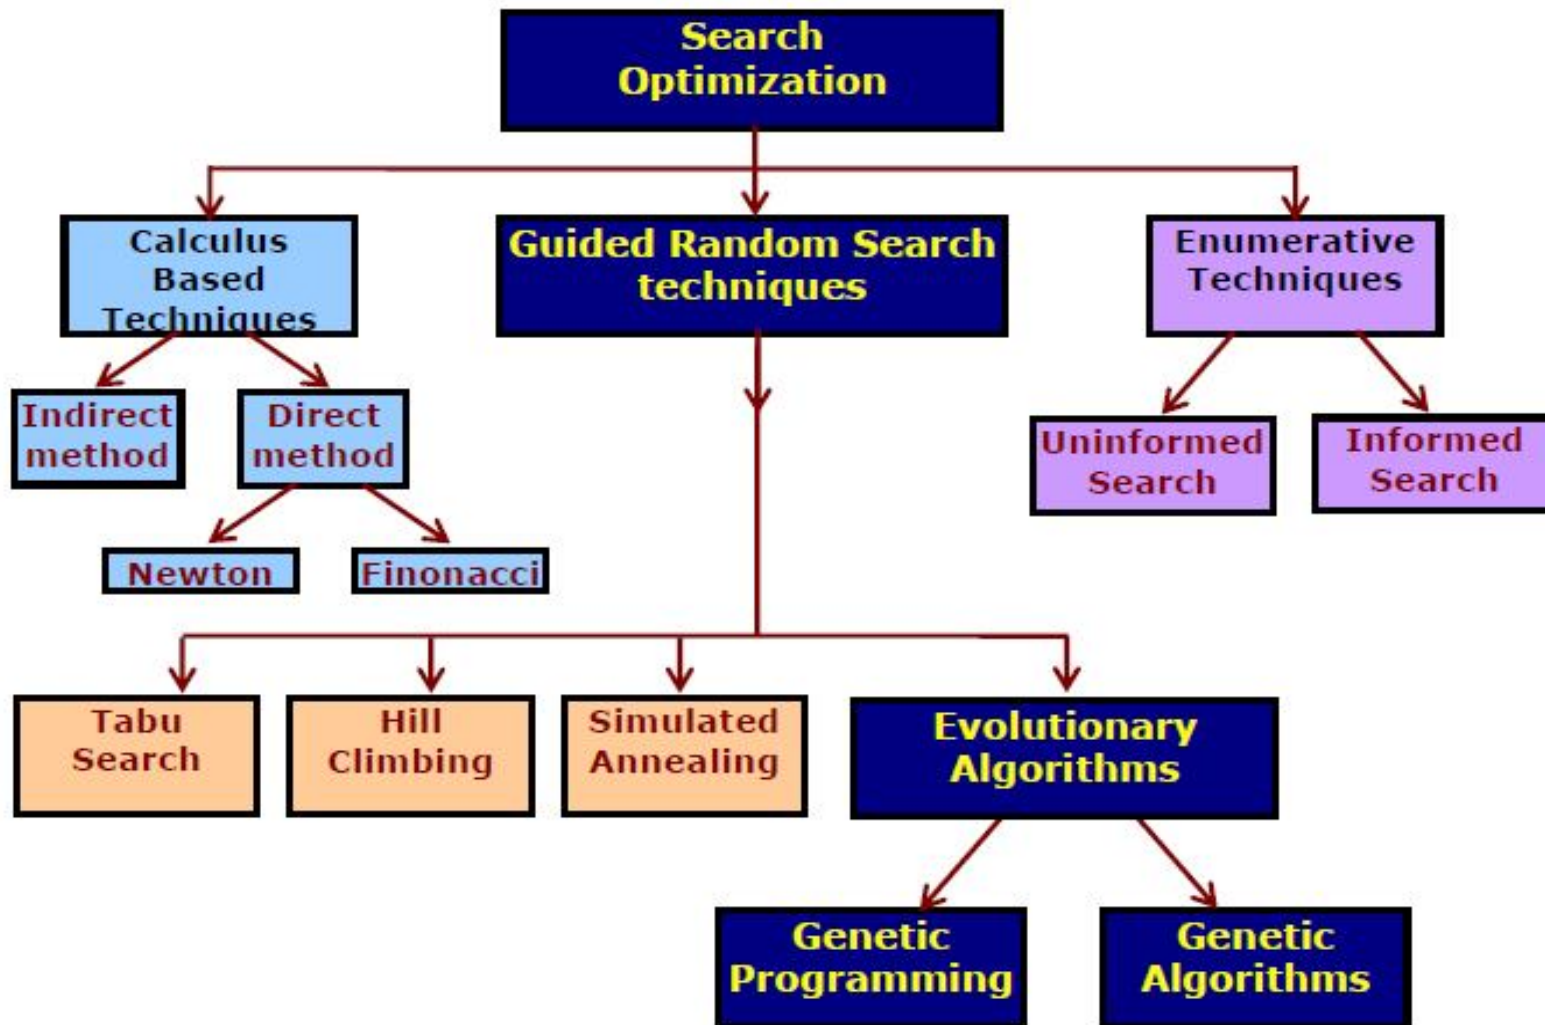 Search
Optimization
Calculus
Based
Techniques
Guided Random Search
techniques
Enumerative
Techniques
Indirect
method
Direct
method
Uninformed
Search
Informed
Search
Newton
Finonacci
Tabu
Search
Hill
Climbing
Simulated
Annealing
Evolutionary
Algorithms
Genetic
Programming
Genetic
Algorithms